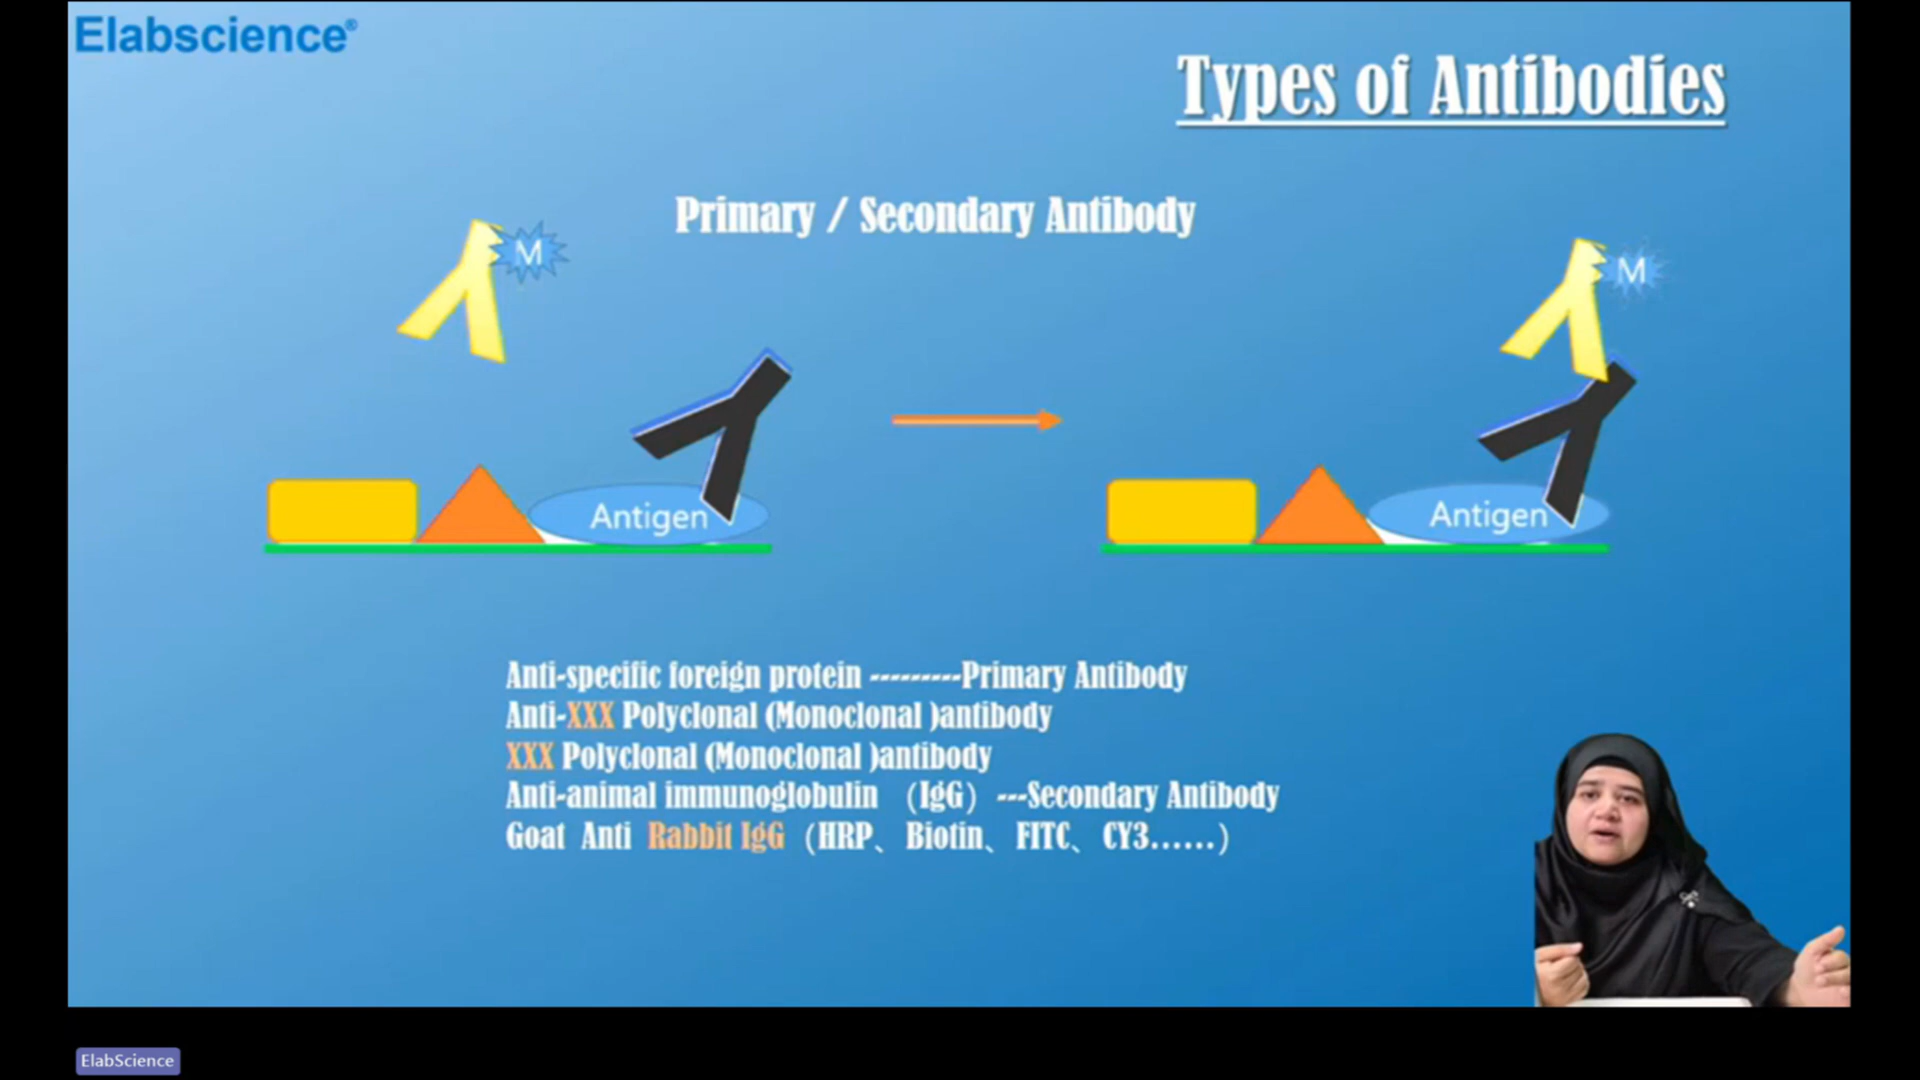 Elabscience®
Types of Antibodies
Primary / Secondary Antibody
M
M
Antigen
Antigen
Anti-specific foreign protein ---------Primary Antibody
Anti-XXX Polyclonal (Monoclonal )antibody
XXX Polyclonal (Monoclonal )antibody
Anti-animal immunoglobulin （IgG）---Secondary Antibody
Goat Anti Rabbit IgG（HRP、Biotin、FITC、CY3......）
ElabScience